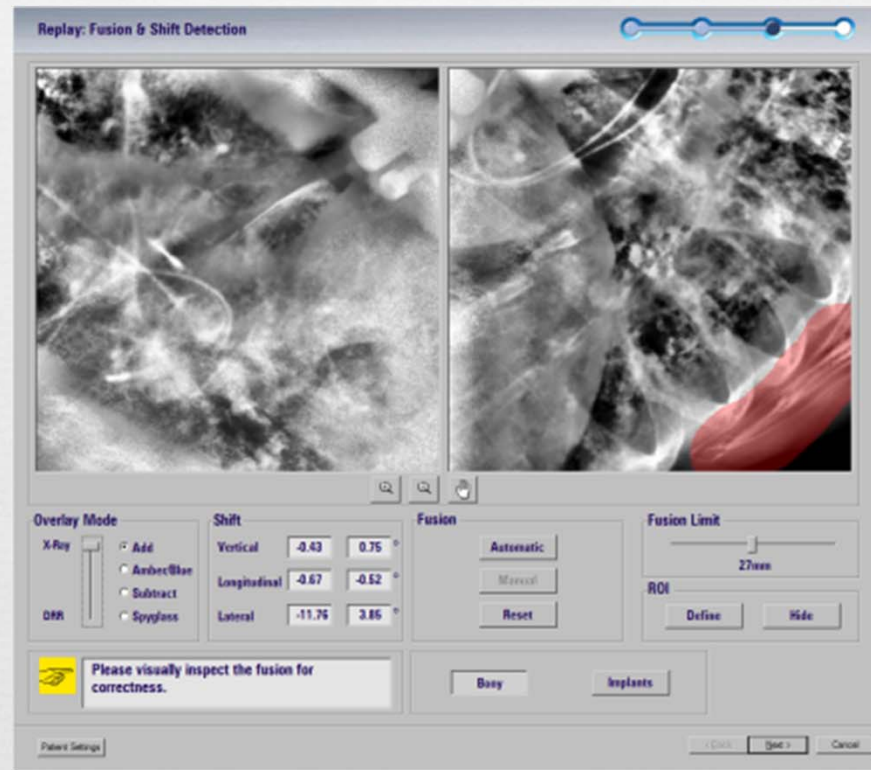 Replay: Fusion & Shift Detection
Overlay Mode
X-Ray
DRR
Add
Amber/Blue
Subtract
Spyglass
Shift
Vertical -0.43 0.75 °
Longitudinal -0.67 -0.52 °
Lateral -11.76 3.85 °
Fusion
Automatic
Manual
Reset
Fusion Limit
27mm
ROI
Define Hide
Please visually inspect the fusion for
correctness.
Bony Implants
Patient Settings
< Back Next > Cancel